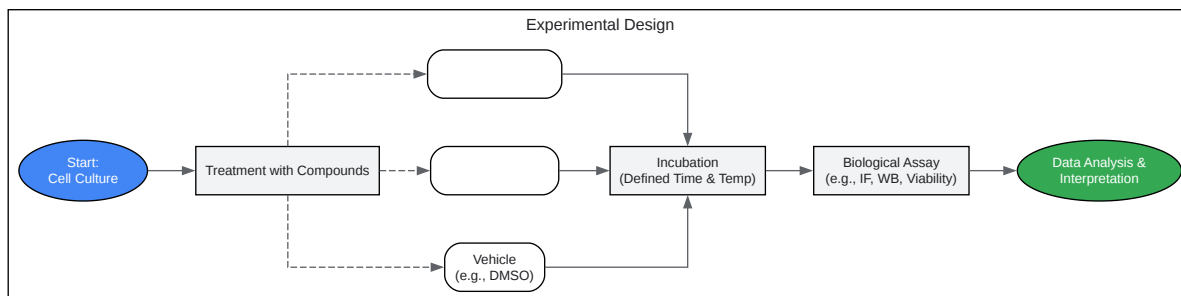 Experimental Design
Start:
Cell Culture
Treatment with Compounds
Vehicle
(e.g., DMSO)
Incubation
(Defined Time & Temp)
Biological Assay
(e.g., IF, WB, Viability)
Data Analysis &
Interpretation